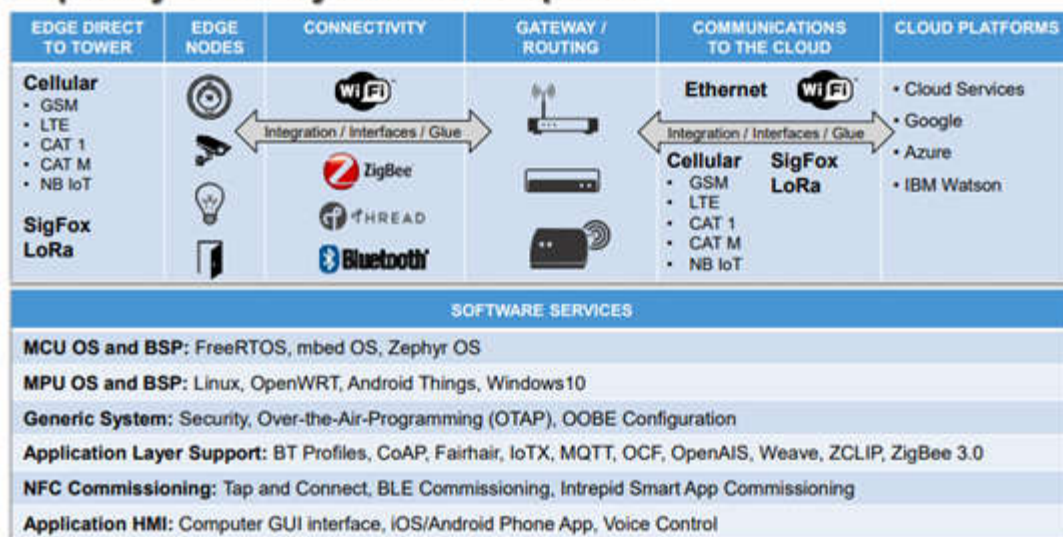 EDGE DIRECT
TO TOWER
EDGE
NODES
CONNECTIVITY
GATEWAY /
ROUTING
COMMUNICATIONS
TO THE CLOUD
CLOUD PLATFORMS
Cellular
• GSM
• LTE
• CAT 1
• CAT M
• NB IoT
SigFox
LoRa
WiFi
Integration / Interfaces / Glue
ZigBee
THREAD
Bluetooth
Ethernet
WiFi
Integration / Interfaces / Glue
Cellular
• GSM
• LTE
• CAT 1
• CAT M
• NB IoT
SigFox
LoRa
• Cloud Services
• Google
• Azure
• IBM Watson
SOFTWARE SERVICES
MCU OS and BSP: FreeRTOS, mbed OS, Zephyr OS
MPU OS and BSP: Linux, OpenWRT, Android Things, Windows10
Generic System: Security, Over-the-Air-Programming (OTAP), OOBE Configuration
Application Layer Support: BT Profiles, CoAP, Fairhair, IoTX, MQTT, OCF, OpenAIS, Weave, ZCLIP, ZigBee 3.0
NFC Commissioning: Tap and Connect, BLE Commissioning, Intrepid Smart App Commissioning
Application HMI: Computer GUI interface, iOS/Android Phone App, Voice Control